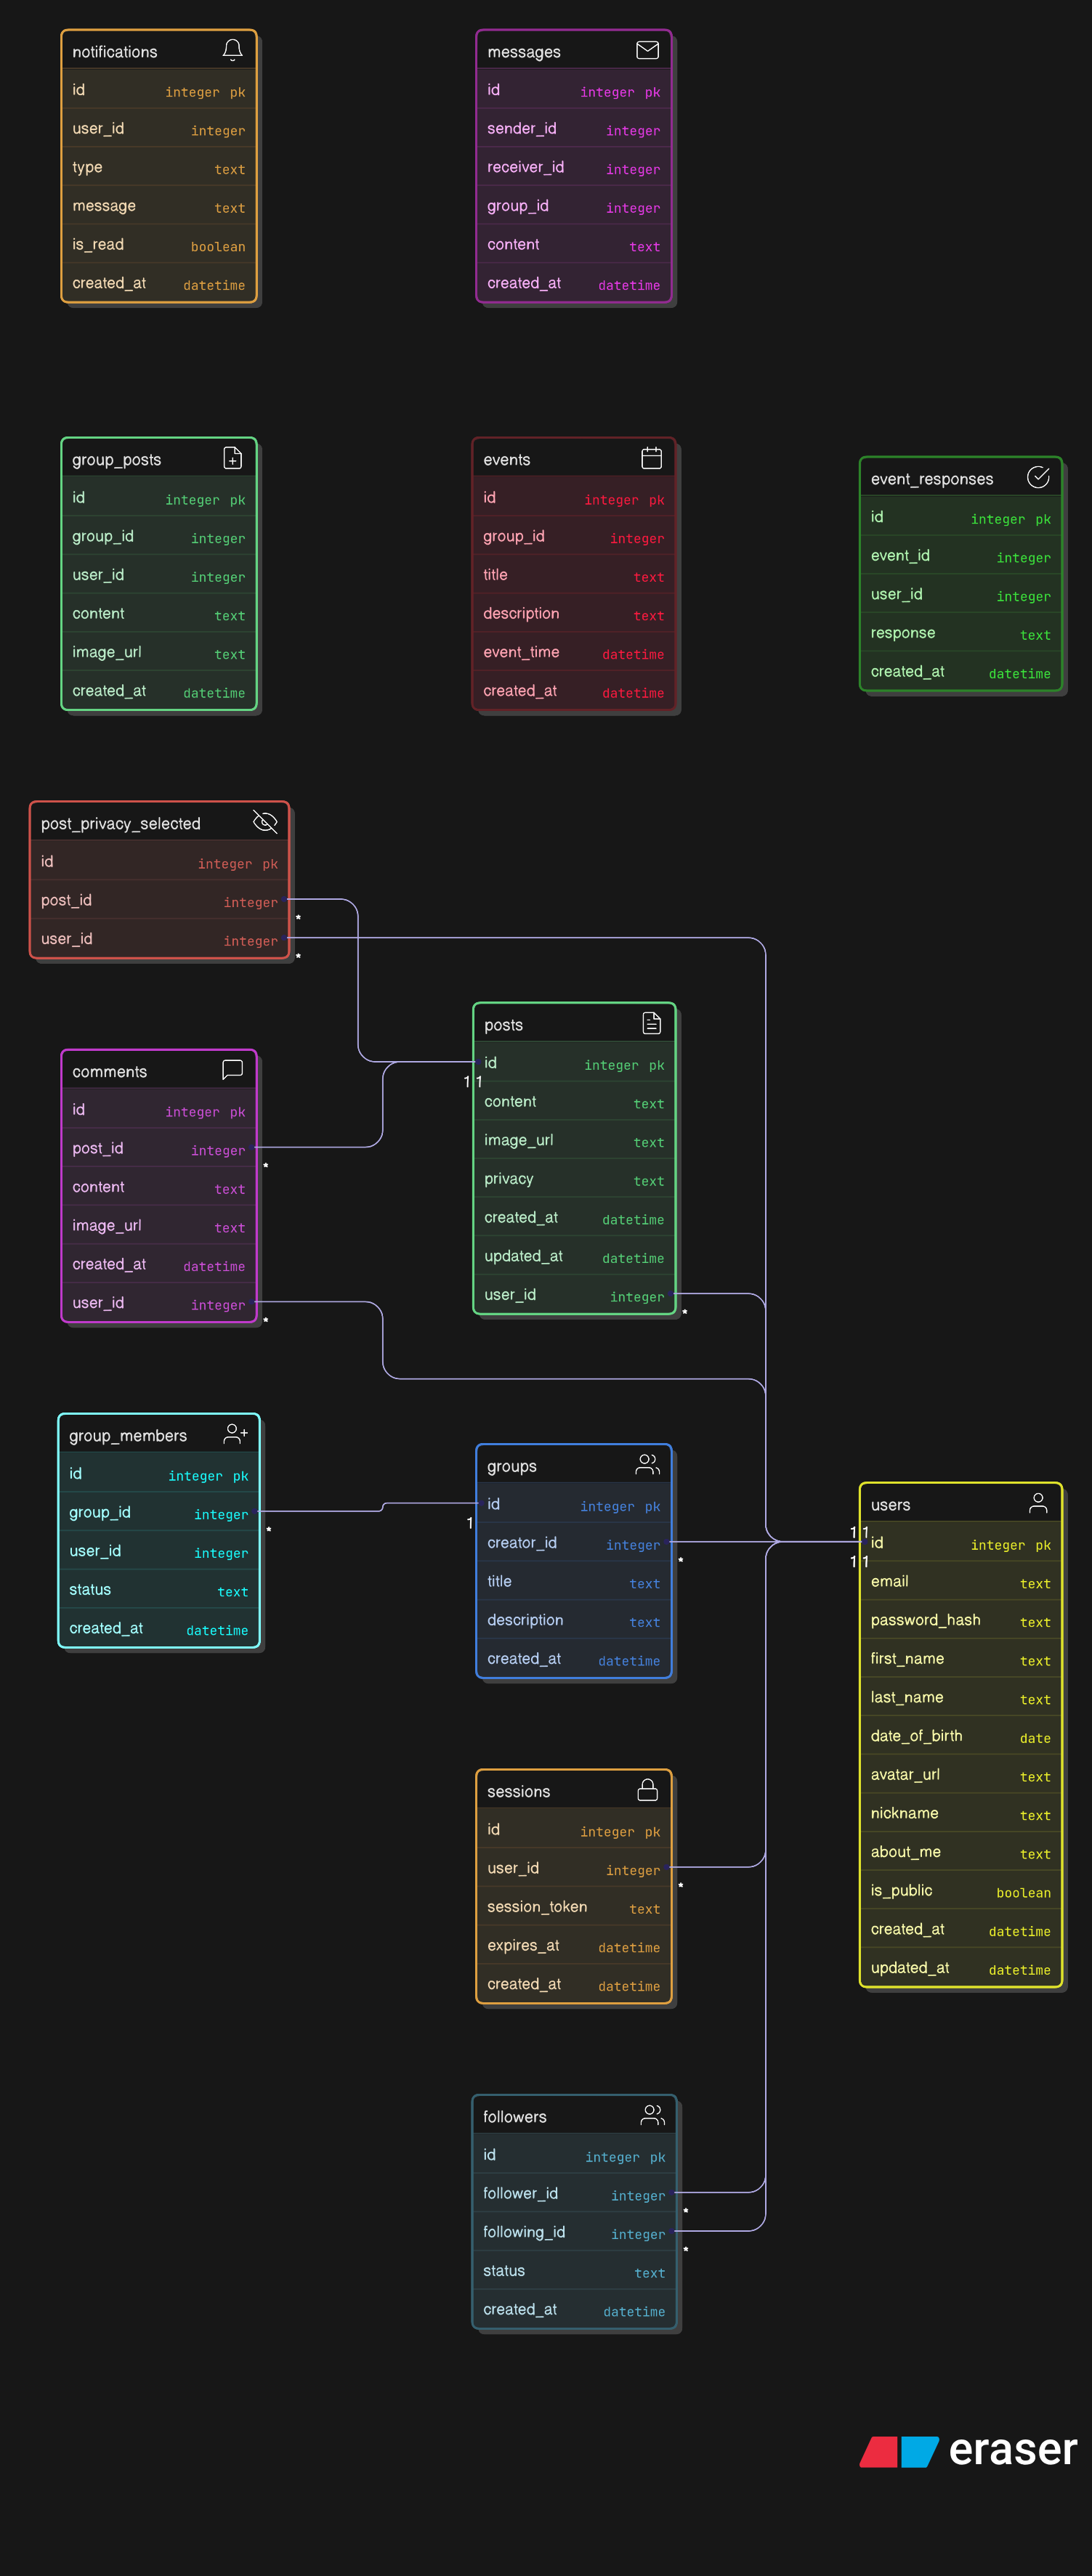 notifications
id integer pk
user_id integer
type text
message text
is_read boolean
created_at datetime
messages
id integer pk
sender_id integer
receiver_id integer
group_id integer
content text
created_at datetime
group_posts
id integer pk
group_id integer
user_id integer
content text
image_url text
created_at datetime
events
id integer pk
group_id integer
title text
description text
event_time datetime
created_at datetime
event_responses
id integer pk
event_id integer
user_id integer
response text
created_at datetime
post_privacy_selected
id integer pk
post_id integer
*
user_id integer
*
posts
id integer pk
1 1
content text
image_url text
privacy text
created_at datetime
updated_at datetime
user_id integer
*
comments
id integer pk
post_id integer
*
content text
image_url text
created_at datetime
user_id integer
*
group_members
id integer pk
group_id integer
*
user_id integer
status text
created_at datetime
groups
id integer pk
1
creator_id integer
*
title text
description text
created_at datetime
users
1 1
id integer pk
1 1
email text
password_hash text
first_name text
last_name text
date_of_birth date
avatar_url text
nickname text
about_me text
is_public boolean
created_at datetime
updated_at datetime
sessions
id integer pk
user_id integer
*
session_token text
expires_at datetime
created_at datetime
followers
id integer pk
follower_id integer
*
following_id integer
*
status text
created_at datetime
eraser